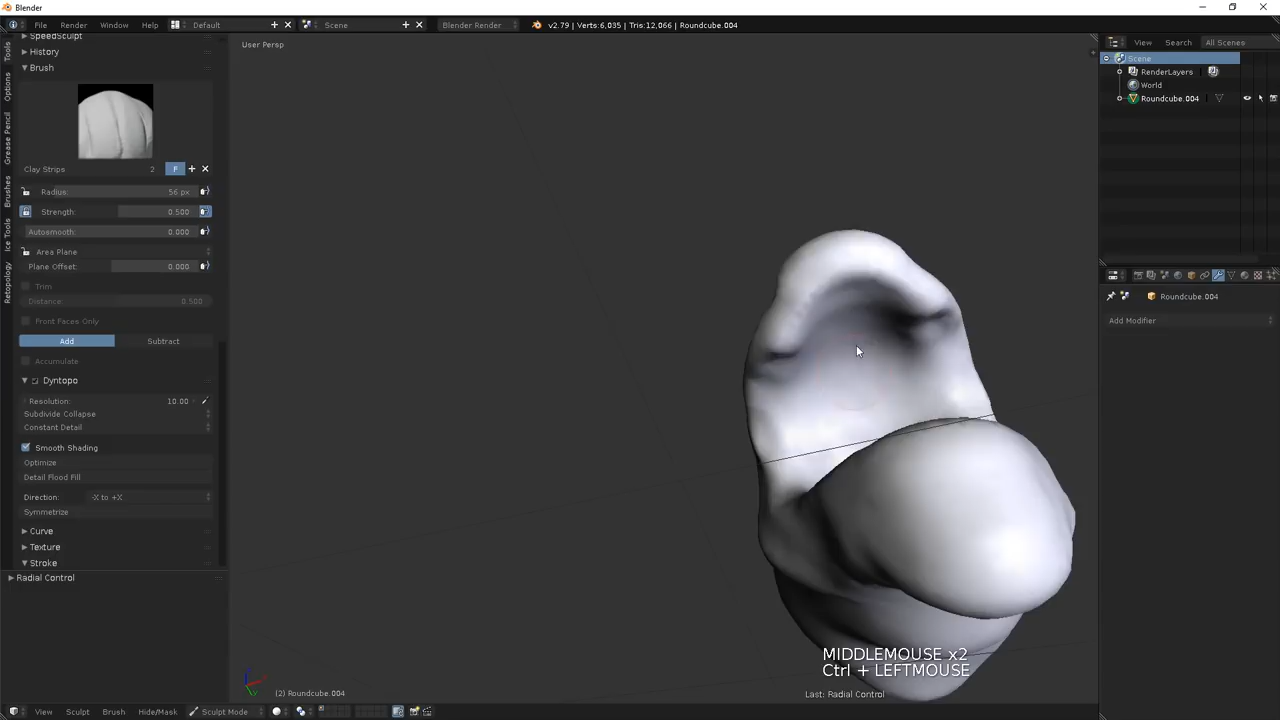 Blender
File Render Window Help Default Scene Blender Render v2.79 | Verts:6,035 | Tris:12,066 | Roundcube.004
SpeedSculpt
History
Brush
Clay Strips 2 F
Radius: 56 px
Strength: 0.500
Autosmooth: 0.000
Area Plane
Plane Offset: 0.000
Trim
Distance: 0.500
Front Faces Only
Add Subtract
Accumulate
Dyntopo
Resolution: 10.00
Subdivide Collapse
Constant Detail
Smooth Shading
Optimize
Detail Flood Fill
Direction: -X to +X
Symmetrize
Curve
Texture
Stroke
Radial Control
Tools
Options
Grease Pencil
Brushes
Ice Tools
Retopology
User Persp
MIDDLEMOUSE x2
Ctrl + LEFTMOUSE
Last: Radial Control
(2) Roundcube.004
View Sculpt Brush Hide/Mask Sculpt Mode
View Search All Scenes
Scene
RenderLayers
World
Roundcube.004
Roundcube.004
Add Modifier